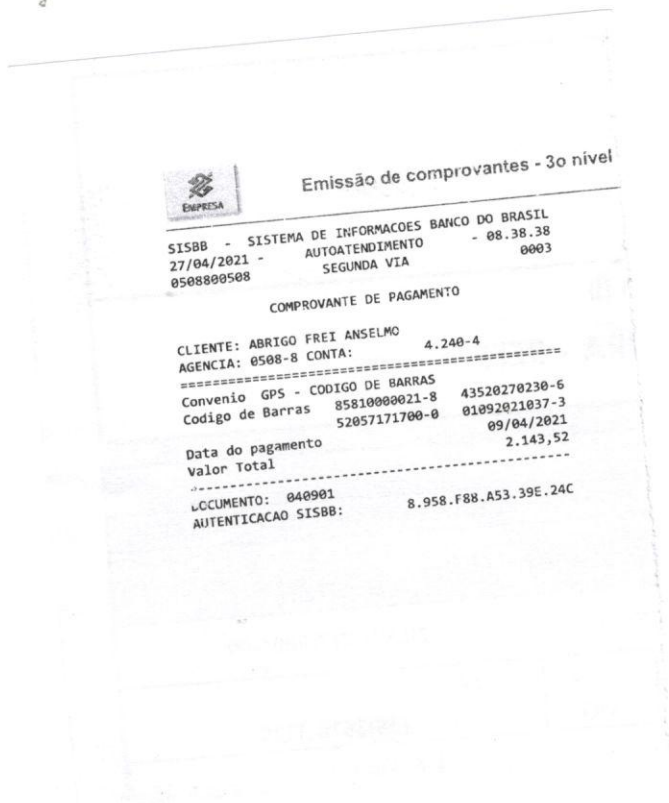 EMPRESA
Emissão de comprovantes - 3o nível
SISBB - SISTEMA DE INFORMACOES BANCO DO BRASIL
27/04/2021 - AUTOATENDIMENTO - 08.38.38
0508800508 SEGUNDA VIA 0003
COMPROVANTE DE PAGAMENTO
CLIENTE: ABRIGO FREI ANSELMO
AGENCIA: 0508-8 CONTA: 4.240-4
================================================
Convenio GPS - CODIGO DE BARRAS
Codigo de Barras 85810000021-8 43520270230-6
52057171700-0 01092021037-3
Data do pagamento 09/04/2021
Valor Total 2.143,52
------------------------------------------------
DOCUMENTO: 040901
AUTENTICACAO SISBB: 8.958.F88.A53.39E.24C